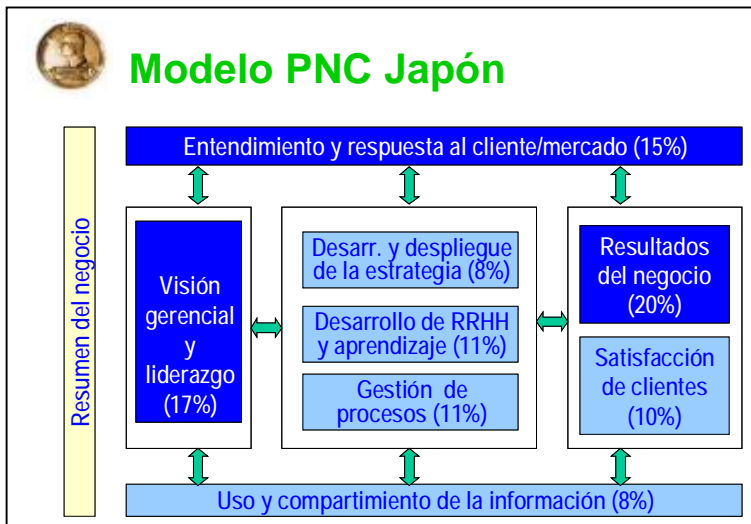 Modelo PNC Japón
Resumen del negocio
Entendimiento y respuesta al cliente/mercado (15%)
Visión
gerencial
y
liderazgo
(17%)
Desarr. y despliegue
de la estrategia (8%)
Desarrollo de RRHH
y aprendizaje (11%)
Gestión de
procesos (11%)
Resultados
del negocio
(20%)
Satisfacción
de clientes
(10%)
Uso y compartimiento de la información (8%)